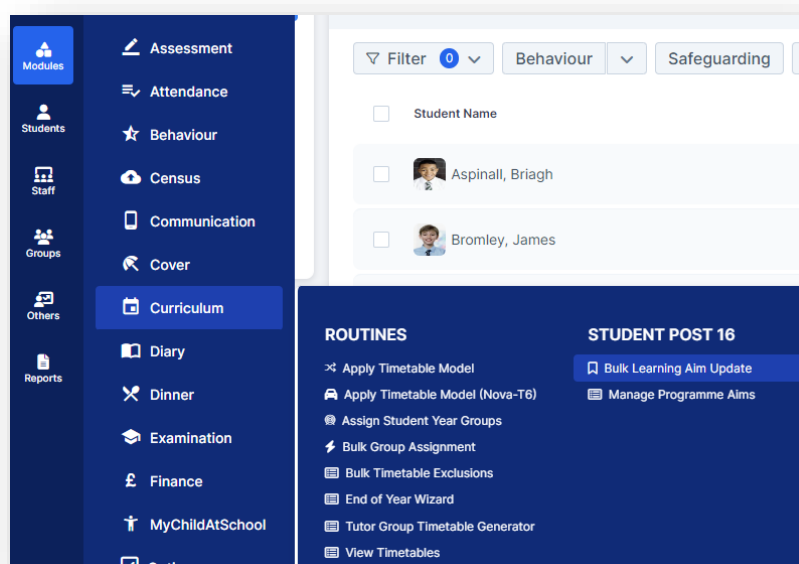 Modules
Students
Staff
Groups
Others
Reports
Assessment
Attendance
Behaviour
Census
Communication
Cover
Curriculum
Diary
Dinner
Examination
£ Finance
MyChildAtSchool
Filter 0
Behaviour
Safeguarding
Student Name
Aspinall, Briagh
Bromley, James
ROUTINES
Apply Timetable Model
Apply Timetable Model (Nova-T6)
Assign Student Year Groups
Bulk Group Assignment
Bulk Timetable Exclusions
End of Year Wizard
Tutor Group Timetable Generator
View Timetables
STUDENT POST 16
Bulk Learning Aim Update
Manage Programme Aims